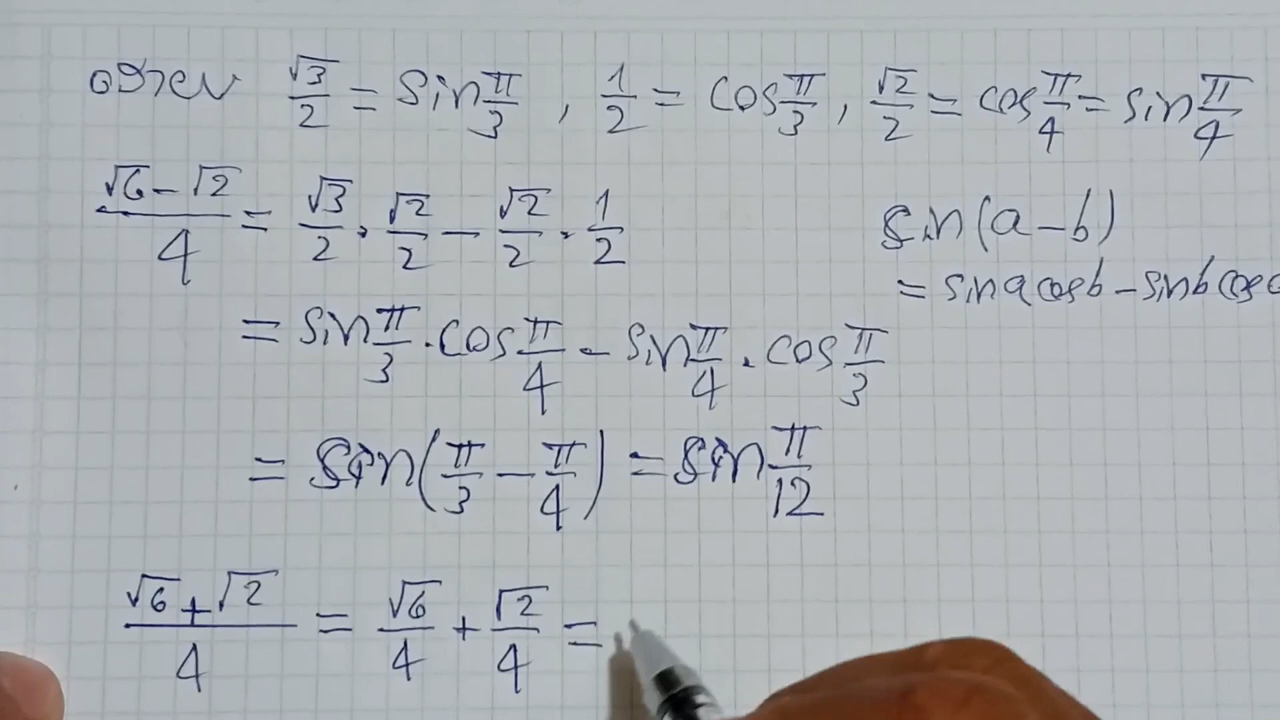 √3/2 = sin π/3 , 1/2 = cos π/3 , √2/2 = cos π/4 = sin π/4
(√6 - √2)/4 = √3/2 · √2/2 - √2/2 · 1/2
sin(a-b)
= sina cosb - sinb cos
= sin π/3 · cos π/4 - sin π/4 · cos π/3
= sin(π/3 - π/4) = sin π/12
(√6 + √2)/4 = √6/4 + √2/4 =